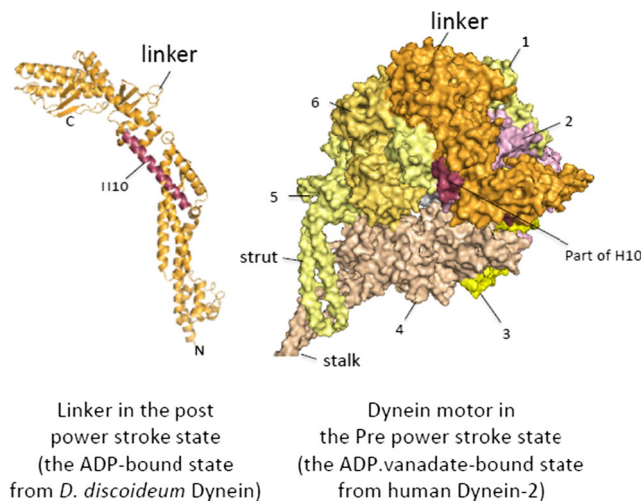 linker
C
H10
N
linker
1
2
6
5
Part of H10
strut
4
3
stalk
Linker in the post
power stroke state
(the ADP-bound state
from D. discoideum Dynein)
Dynein motor in
the Pre power stroke state
(the ADP.vanadate-bound state
from human Dynein-2)